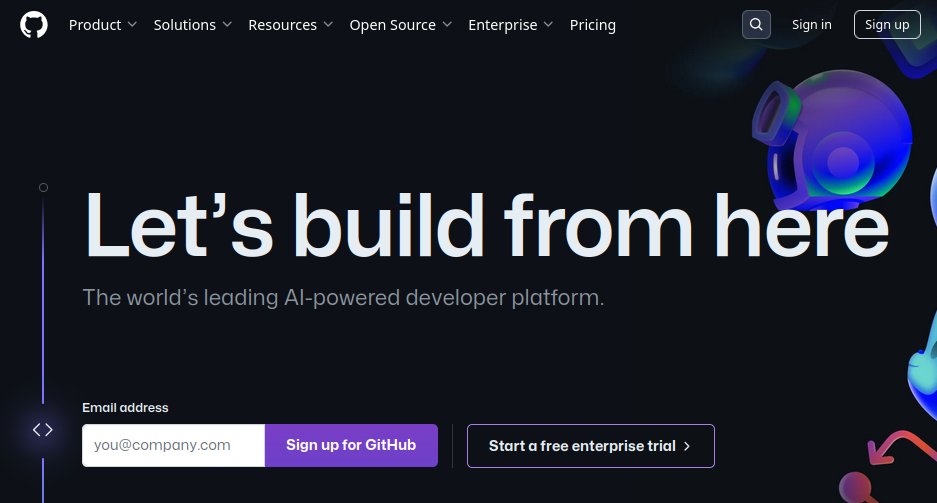 Product Solutions Resources Open Source Enterprise Pricing Sign in Sign up
Let’s build from here
The world’s leading AI-powered developer platform.
Email address
you@company.com Sign up for GitHub Start a free enterprise trial